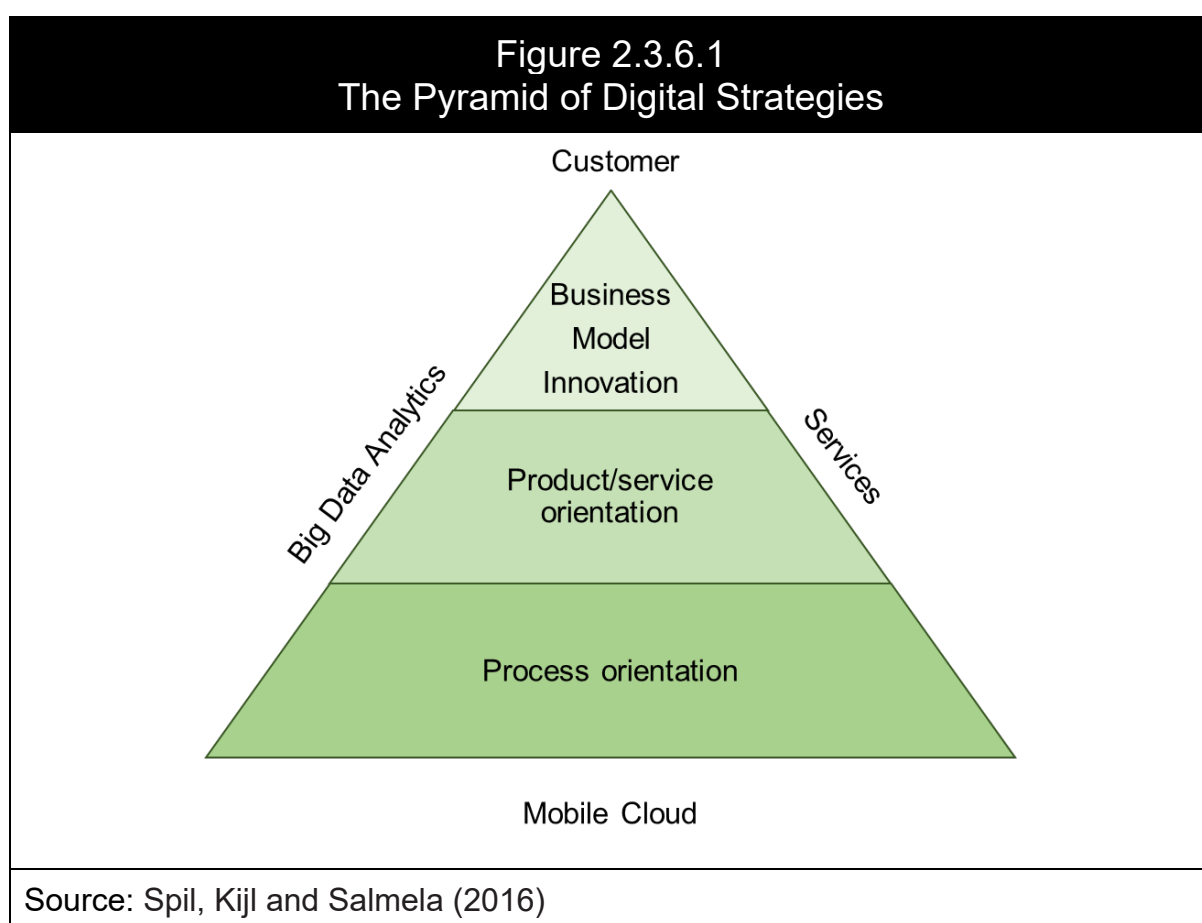 Figure 2.3.6.1
The Pyramid of Digital Strategies
Customer
Business
Model
Innovation
Big Data Analytics
Services
Product/service
orientation
Process orientation
Mobile Cloud
Source: Spil, Kijl and Salmela (2016)